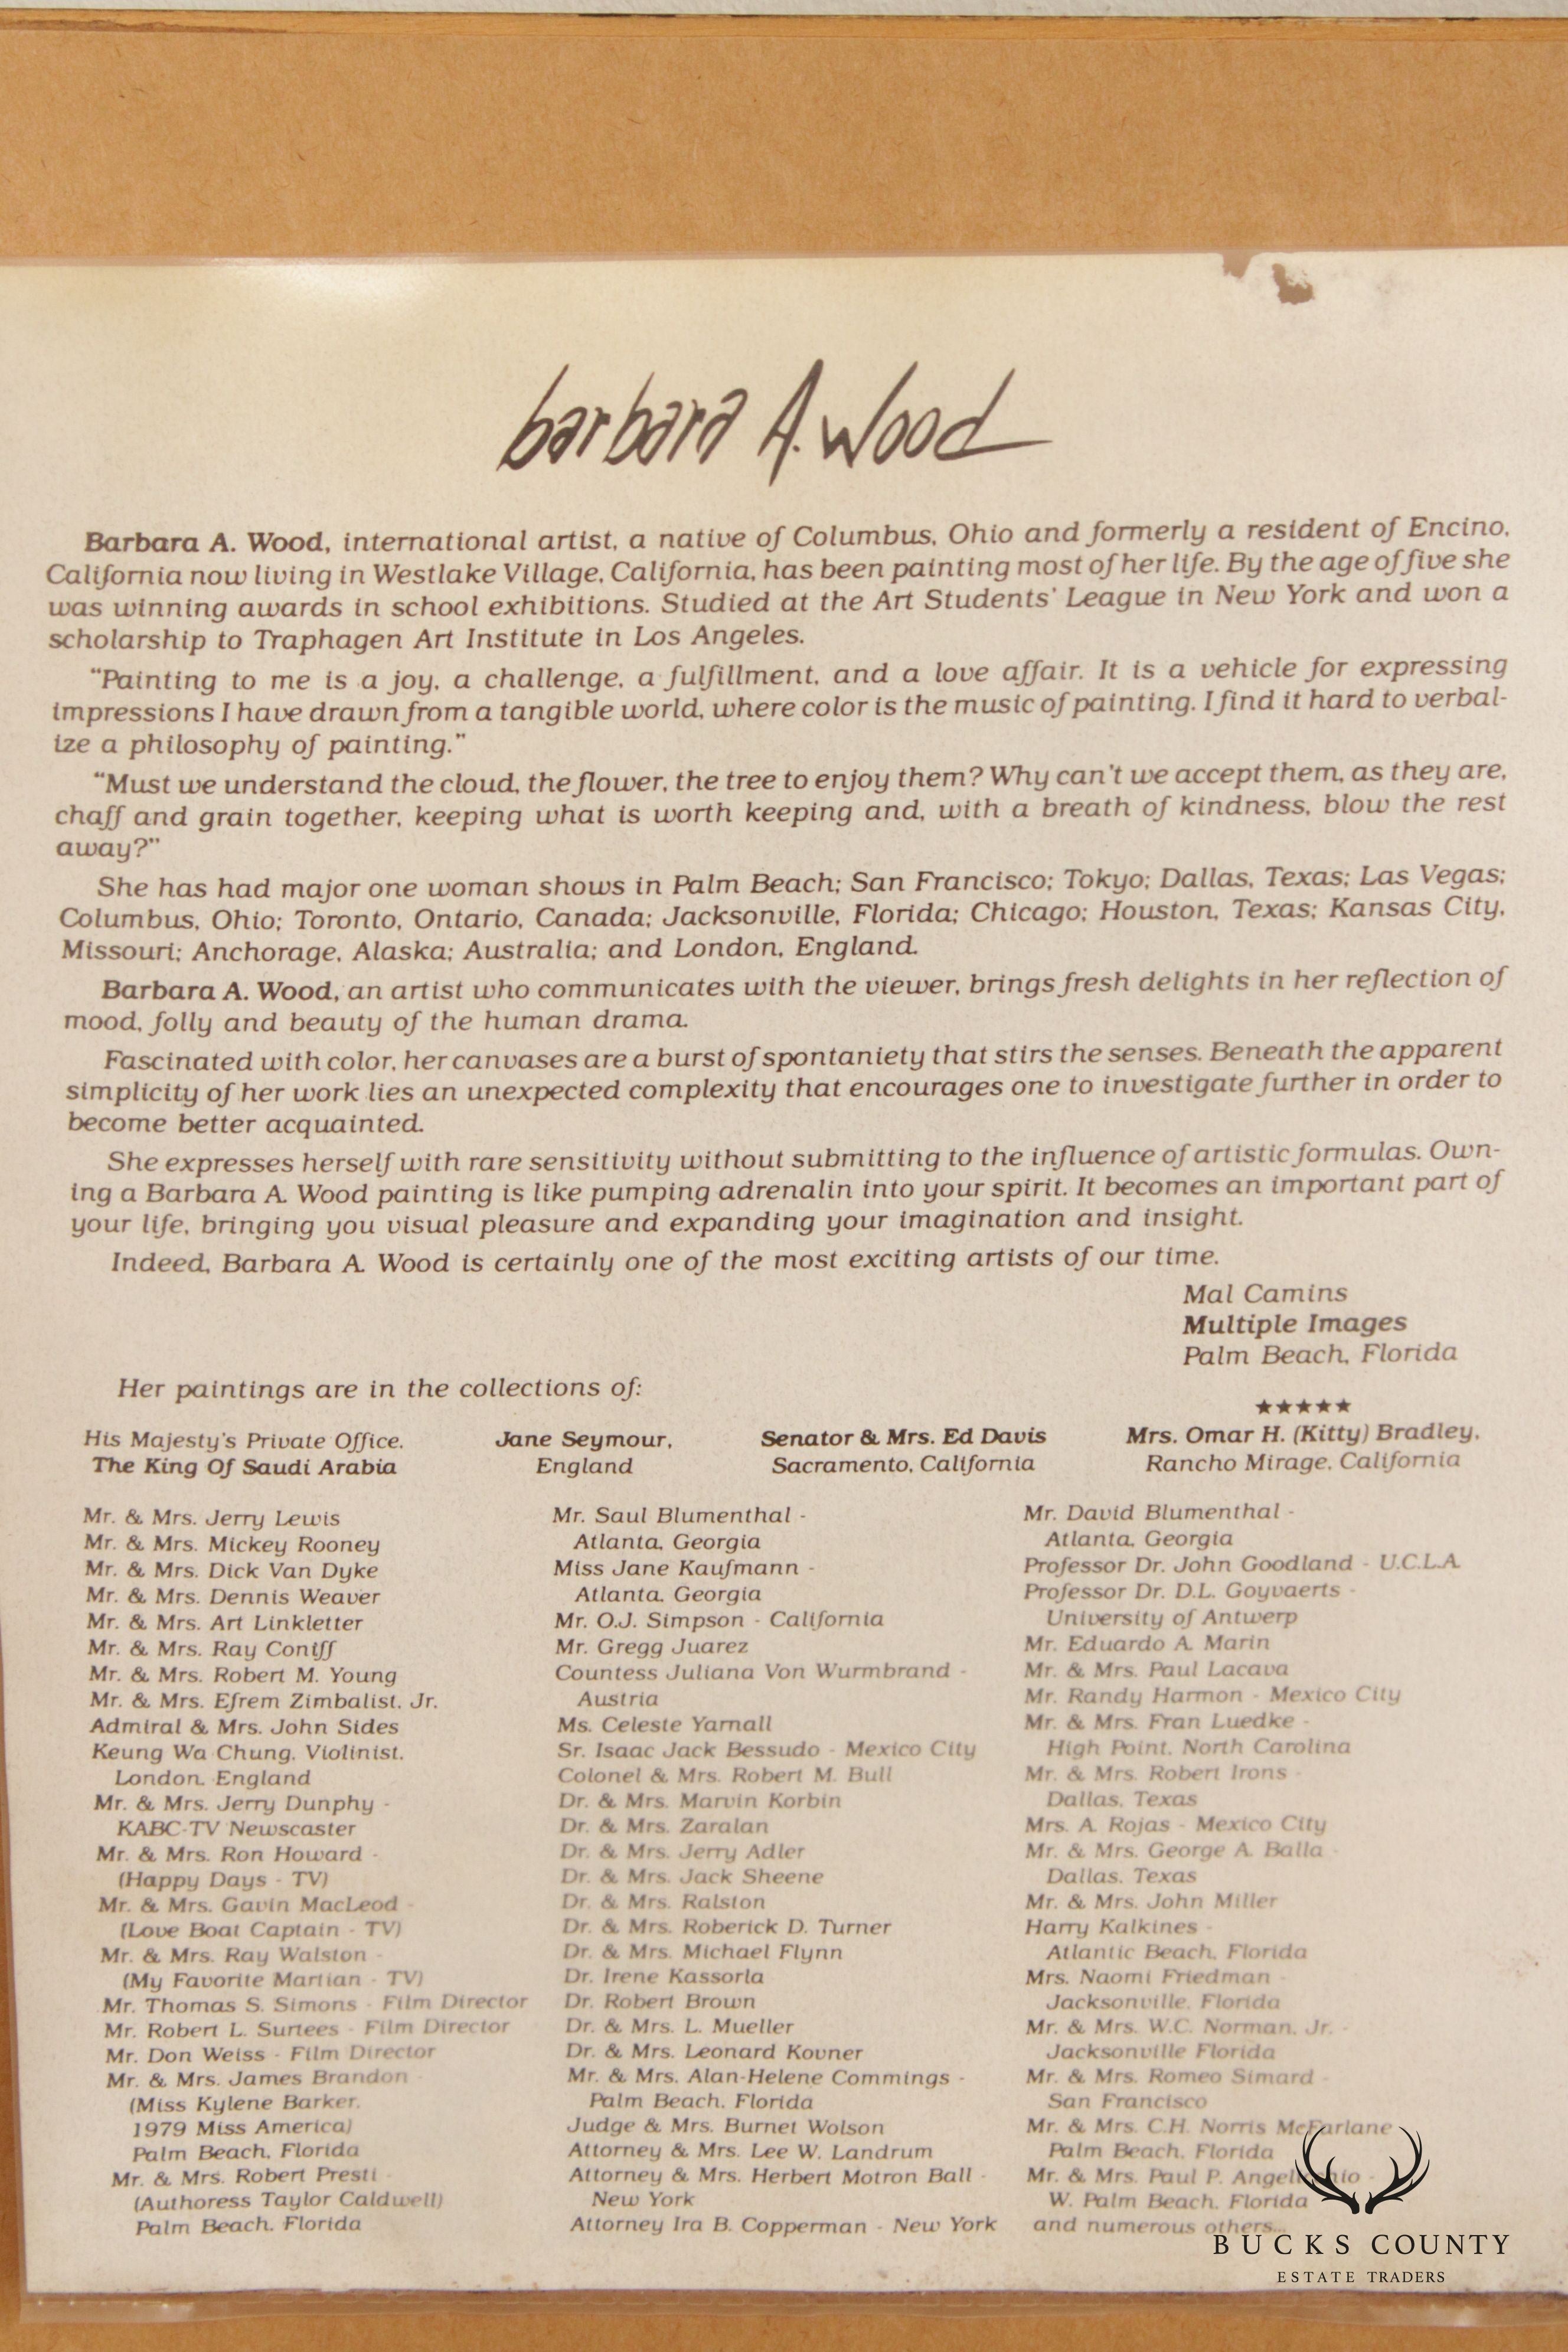 barbara A. Wood
Barbara A. Wood, international artist, a native of Columbus, Ohio and formerly a resident of Encino,
California now living in Westlake Village, California, has been painting most of her life. By the age of five she
was winning awards in school exhibitions. Studied at the Art Students' League in New York and won a
scholarship to Traphagen Art Institute in Los Angeles.
"Painting to me is a joy, a challenge, a fulfillment, and a love affair. It is a vehicle for expressing
impressions I have drawn from a tangible world, where color is the music of painting. I find it hard to verbal-
ize a philosophy of painting."
"Must we understand the cloud, the flower, the tree to enjoy them? Why can't we accept them, as they are,
chaff and grain together, keeping what is worth keeping and, with a breath of kindness, blow the rest
away?"
She has had major one woman shows in Palm Beach; San Francisco; Tokyo; Dallas, Texas; Las Vegas;
Columbus, Ohio; Toronto, Ontario, Canada; Jacksonville, Florida; Chicago; Houston, Texas; Kansas City,
Missouri; Anchorage, Alaska; Australia; and London, England.
Barbara A. Wood, an artist who communicates with the viewer, brings fresh delights in her reflection of
mood, folly and beauty of the human drama.
Fascinated with color, her canvases are a burst of spontaniety that stirs the senses. Beneath the apparent
simplicity of her work lies an unexpected complexity that encourages one to investigate further in order to
become better acquainted.
She expresses herself with rare sensitivity without submitting to the influence of artistic formulas. Own-
ing a Barbara A. Wood painting is like pumping adrenalin into your spirit. It becomes an important part of
your life, bringing you visual pleasure and expanding your imagination and insight.
Indeed, Barbara A. Wood is certainly one of the most exciting artists of our time.
Mal Camins
Multiple Images
Palm Beach, Florida
Her paintings are in the collections of:
★★★★★
His Majesty's Private Office,
The King Of Saudi Arabia
Jane Seymour,
England
Senator & Mrs. Ed Davis
Sacramento, California
Mrs. Omar H. (Kitty) Bradley,
Rancho Mirage, California
Mr. & Mrs. Jerry Lewis
Mr. & Mrs. Mickey Rooney
Mr. & Mrs. Dick Van Dyke
Mr. & Mrs. Dennis Weaver
Mr. & Mrs. Art Linkletter
Mr. & Mrs. Ray Coniff
Mr. & Mrs. Robert M. Young
Mr. & Mrs. Efrem Zimbalist, Jr.
Admiral & Mrs. John Sides
Keung Wa Chung, Violinist,
London, England
Mr. & Mrs. Jerry Dunphy -
KABC-TV Newscaster
Mr. & Mrs. Ron Howard -
(Happy Days - TV)
Mr. & Mrs. Gavin MacLeod -
(Love Boat Captain - TV)
Mr. & Mrs. Ray Walston -
(My Favorite Martian - TV)
Mr. Thomas S. Simons - Film Director
Mr. Robert L. Surtees - Film Director
Mr. Don Weiss - Film Director
Mr. & Mrs. James Brandon -
(Miss Kylene Barker,
1979 Miss America)
Palm Beach, Florida
Mr. & Mrs. Robert Presti -
(Authoress Taylor Caldwell)
Palm Beach, Florida
Mr. Saul Blumenthal -
Atlanta, Georgia
Miss Jane Kaufmann -
Atlanta, Georgia
Mr. O.J. Simpson - California
Mr. Gregg Juarez
Countess Juliana Von Wurmbrand -
Austria
Ms. Celeste Yarnall
Sr. Isaac Jack Bessudo - Mexico City
Colonel & Mrs. Robert M. Bull
Dr. & Mrs. Marvin Korbin
Dr. & Mrs. Zaralan
Dr. & Mrs. Jerry Adler
Dr. & Mrs. Jack Sheene
Dr. & Mrs. Ralston
Dr. & Mrs. Roberick D. Turner
Dr. & Mrs. Michael Flynn
Dr. Irene Kassorla
Dr. Robert Brown
Dr. & Mrs. L. Mueller
Dr. & Mrs. Leonard Kovner
Mr. & Mrs. Alan-Helene Commings -
Palm Beach, Florida
Judge & Mrs. Burnet Wolson
Attorney & Mrs. Lee W. Landrum
Attorney & Mrs. Herbert Motron Ball -
New York
Attorney Ira B. Copperman - New York
Mr. David Blumenthal -
Atlanta, Georgia
Professor Dr. John Goodland - U.C.L.A.
Professor Dr. D.L. Goyvaerts -
University of Antwerp
Mr. Eduardo A. Marin
Mr. & Mrs. Paul Lacava
Mr. Randy Harmon - Mexico City
Mr. & Mrs. Fran Luedke -
High Point, North Carolina
Mr. & Mrs. Robert Irons -
Dallas, Texas
Mrs. A. Rojas - Mexico City
Mr. & Mrs. George A. Balla -
Dallas, Texas
Mr. & Mrs. John Miller
Harry Kalkines -
Atlantic Beach, Florida
Mrs. Naomi Friedman -
Jacksonville, Florida
Mr. & Mrs. W.C. Norman, Jr. -
Jacksonville Florida
Mr. & Mrs. Romeo Simard -
San Francisco
Mr. & Mrs. C.H. Norris McFarlane
Palm Beach, Florida
Mr. & Mrs. Paul P.
W. Palm Beach, Florida
and numerous others...
BUCKS COUNTY
ESTATE TRADERS